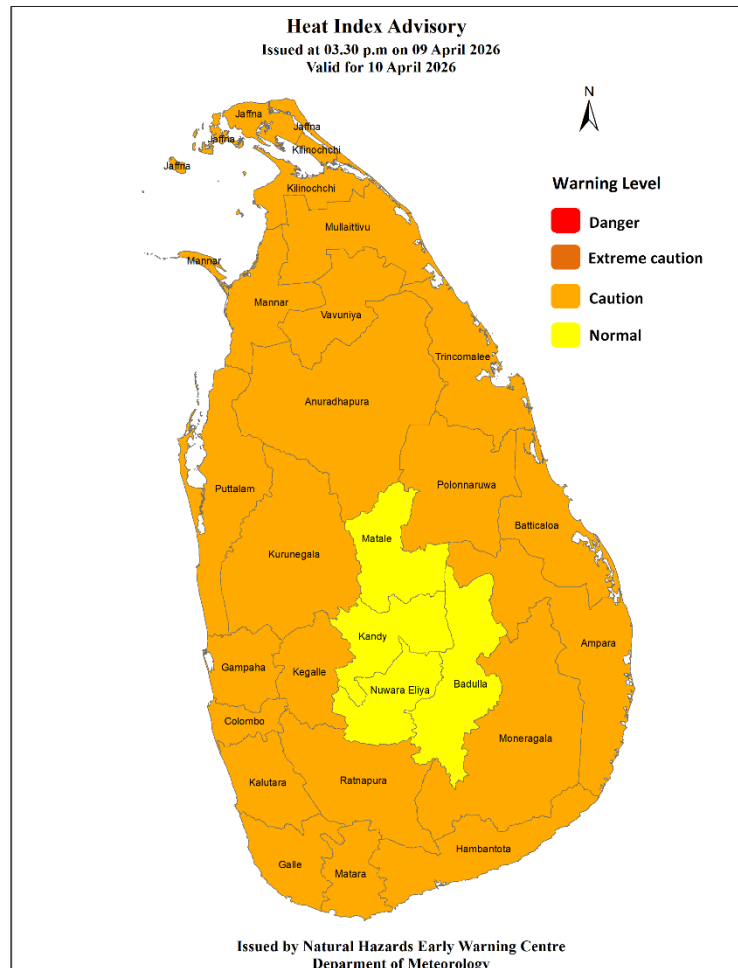 Heat Index Advisory
Issued at 03.30 p.m on 09 April 2026
Valid for 10 April 2026
N
Warning Level
Danger
Extreme caution
Caution
Normal
Jaffna
Jaffna
Jaffna
Kilinochchi
Jaffna
Kilinochchi
Mullaittivu
Mannar
Mannar
Vavuniya
Trincomalee
Anuradhapura
Polonnaruwa
Puttalam
Batticaloa
Matale
Kurunegala
Kandy
Ampara
Gampaha
Kegalle
Nuwara Eliya
Badulla
Colombo
Moneragala
Kalutara
Ratnapura
Hambantota
Galle
Matara
Issued by Natural Hazards Early Warning Centre
Deparment of Meteorology